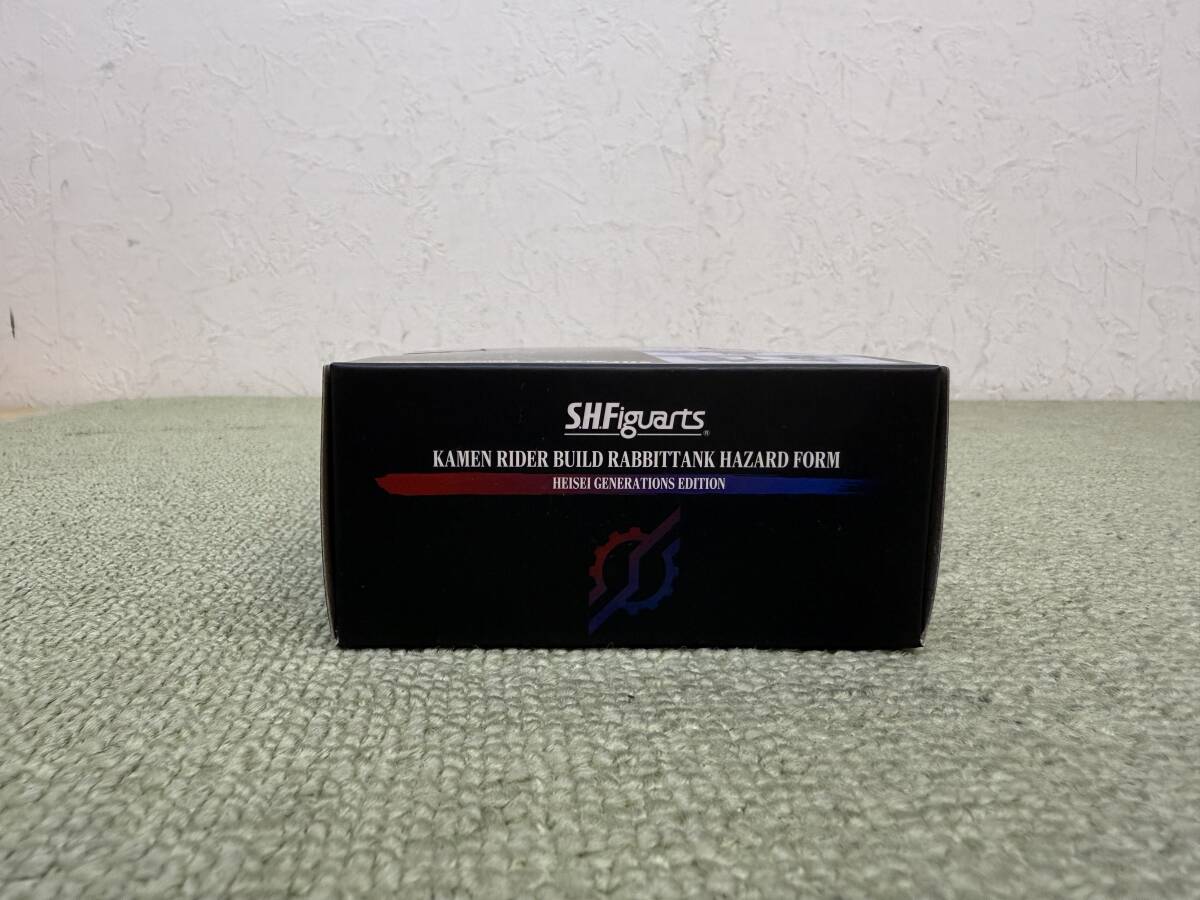 S.H.Figuarts®
KAMEN RIDER BUILD RABBITTANK HAZARD FORM
HEISEI GENERATIONS EDITION